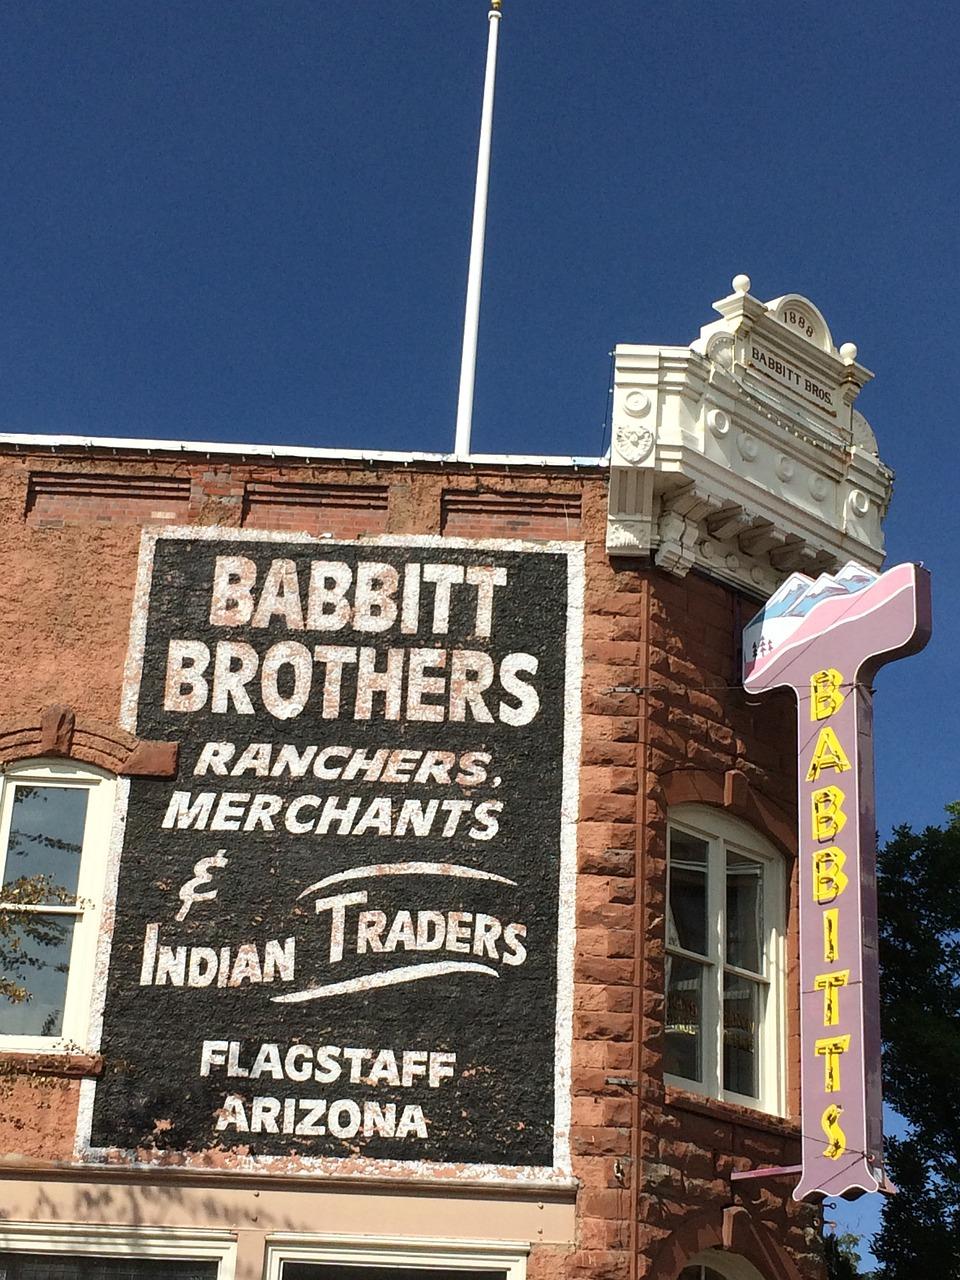 BABBITT
BROTHERS
RANCHERS,
MERCHANTS
&
INDIAN TRADERS
FLAGSTAFF
ARIZONA
1888
BABBITT BROS.
BABBITTS